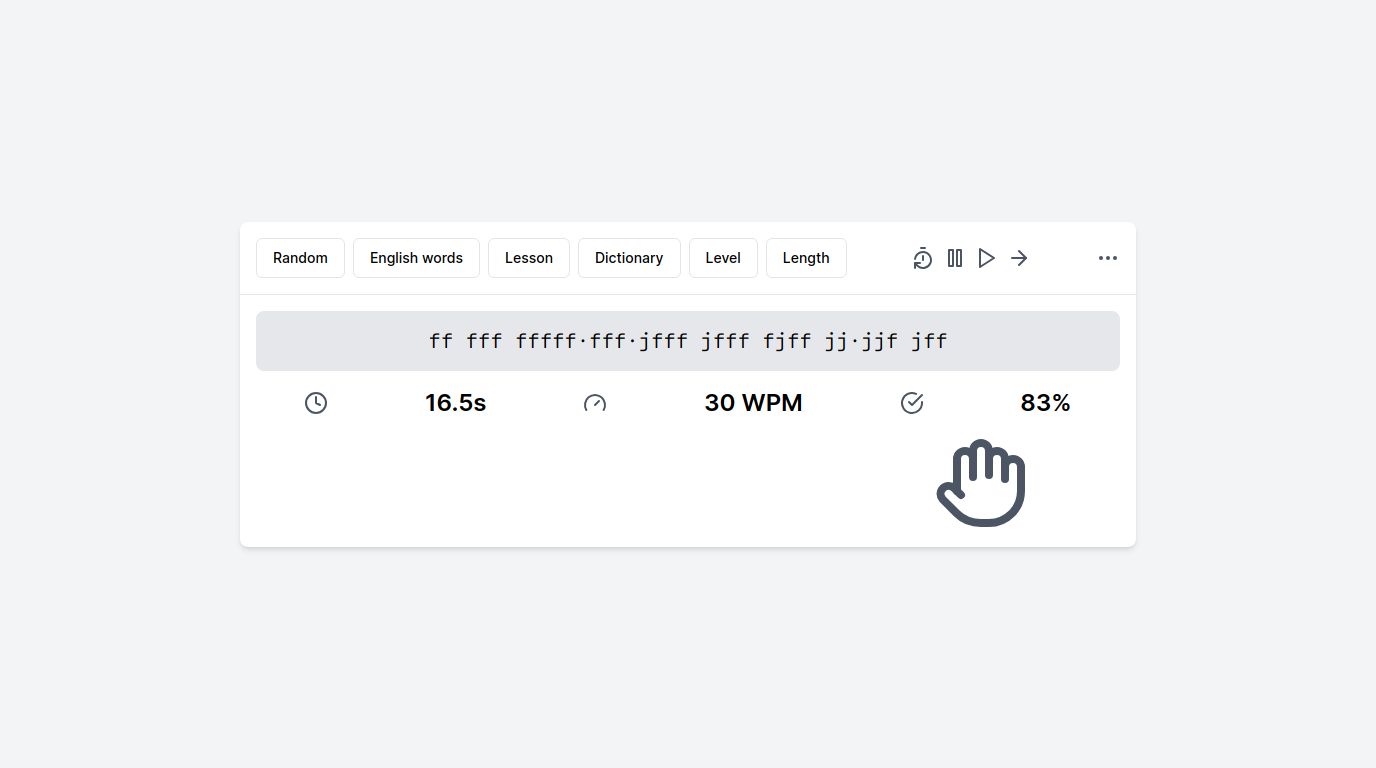 Random English words Lesson Dictionary Level Length
ff fff fffff·fff·jfff jfff fjff jj·jjf jff
16.5s 30 WPM 83%